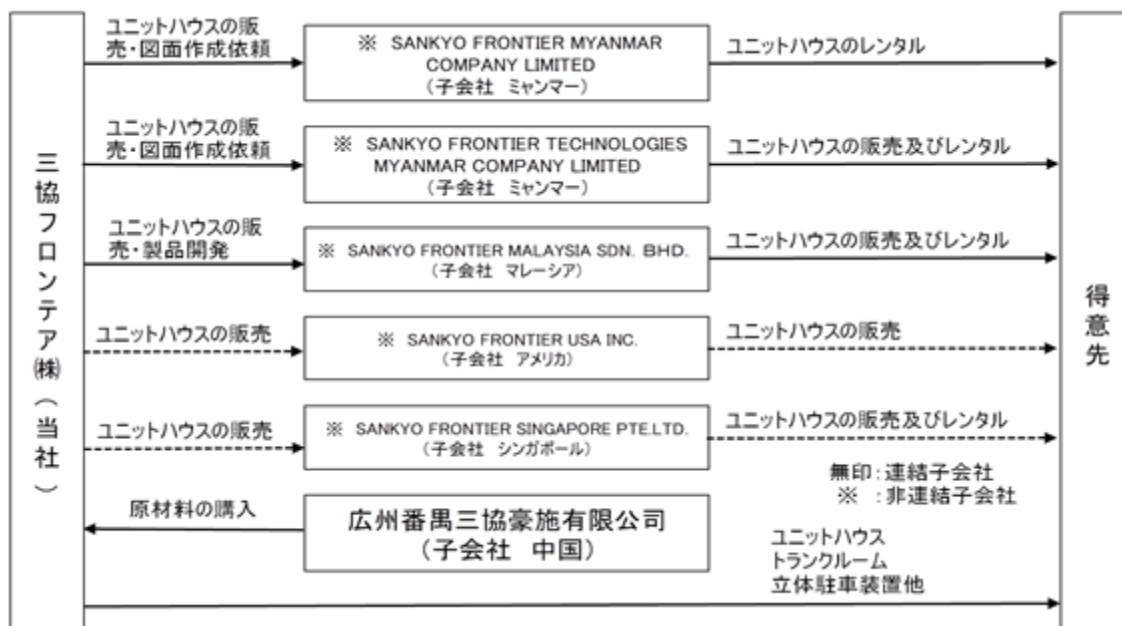 三協フロンテア㈱（当社）
ユニットハウスの販
売・図面作成依頼
※ SANKYO FRONTIER MYANMAR
COMPANY LIMITED
（子会社 ミャンマー）
ユニットハウスのレンタル
ユニットハウスの販
売・図面作成依頼
※ SANKYO FRONTIER TECHNOLOGIES
MYANMAR COMPANY LIMITED
（子会社 ミャンマー）
ユニットハウスの販売及びレンタル
ユニットハウスの販
売・製品開発
※ SANKYO FRONTIER MALAYSIA SDN. BHD.
（子会社 マレーシア）
ユニットハウスの販売及びレンタル
ユニットハウスの販売
※ SANKYO FRONTIER USA INC.
（子会社 アメリカ）
ユニットハウスの販売
ユニットハウスの販売
※ SANKYO FRONTIER SINGAPORE PTE.LTD.
（子会社 シンガポール）
ユニットハウスの販売及びレンタル
無印：連結子会社
※ ：非連結子会社
原材料の購入
広州番禺三協豪施有限公司
（子会社 中国）
ユニットハウス
トランクルーム
立体駐車装置他
得意先